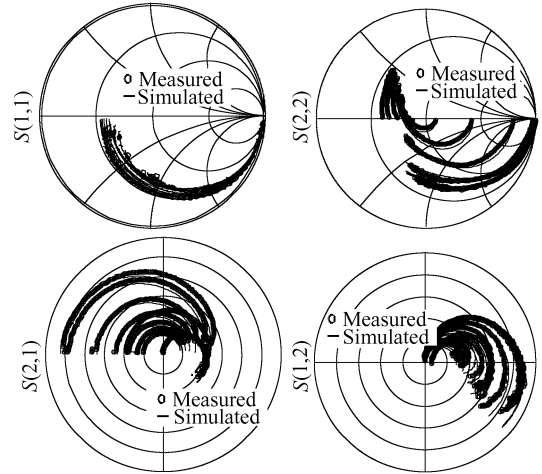 S(1,1)
Measured
Simulated
S(2,2)
Measured
Simulated
S(2,1)
Measured
Simulated
S(1,2)
Measured
Simulated